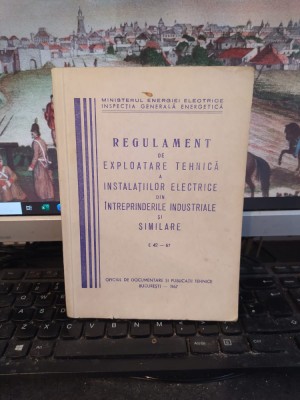 MINISTERUL ENERGIEI ELECTRICE
INSPECȚIA GENERALĂ ENERGETICĂ
REGULAMENT
DE
EXPLOATARE TEHNICĂ
A
INSTALAȚIILOR ELECTRICE
DIN
ÎNTREPRINDERILE INDUSTRIALE
ȘI
SIMILARE
OFICIUL DE DOCUMENTARE ȘI PUBLICAȚII TEHNICE
BUCUREȘTI — 1967